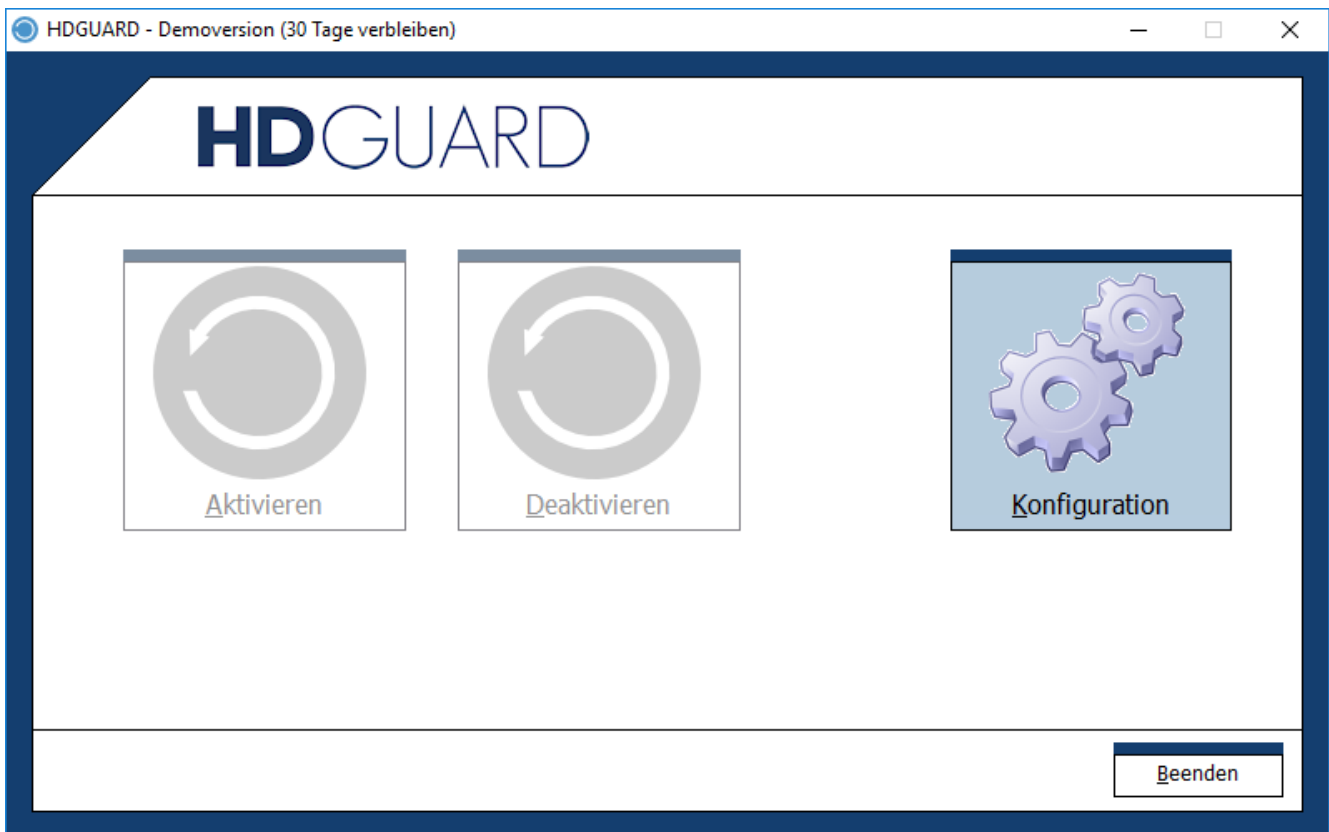 HDGUARD - Demoversion (30 Tage verbleiben)
HDGUARD
Aktivieren
Deaktivieren
Konfiguration
Beenden